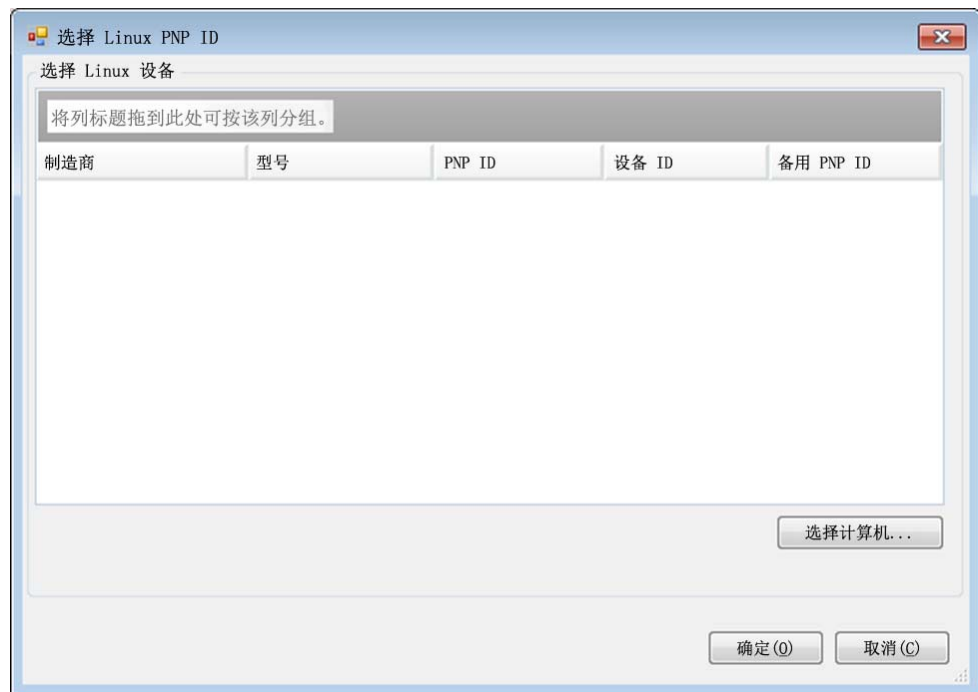 选择 Linux PNP ID
选择 Linux 设备
将列标题拖到此处可按该列分组。
制造商 型号 PNP ID 设备 ID 备用 PNP ID
选择计算机...
确定(O) 取消(C)